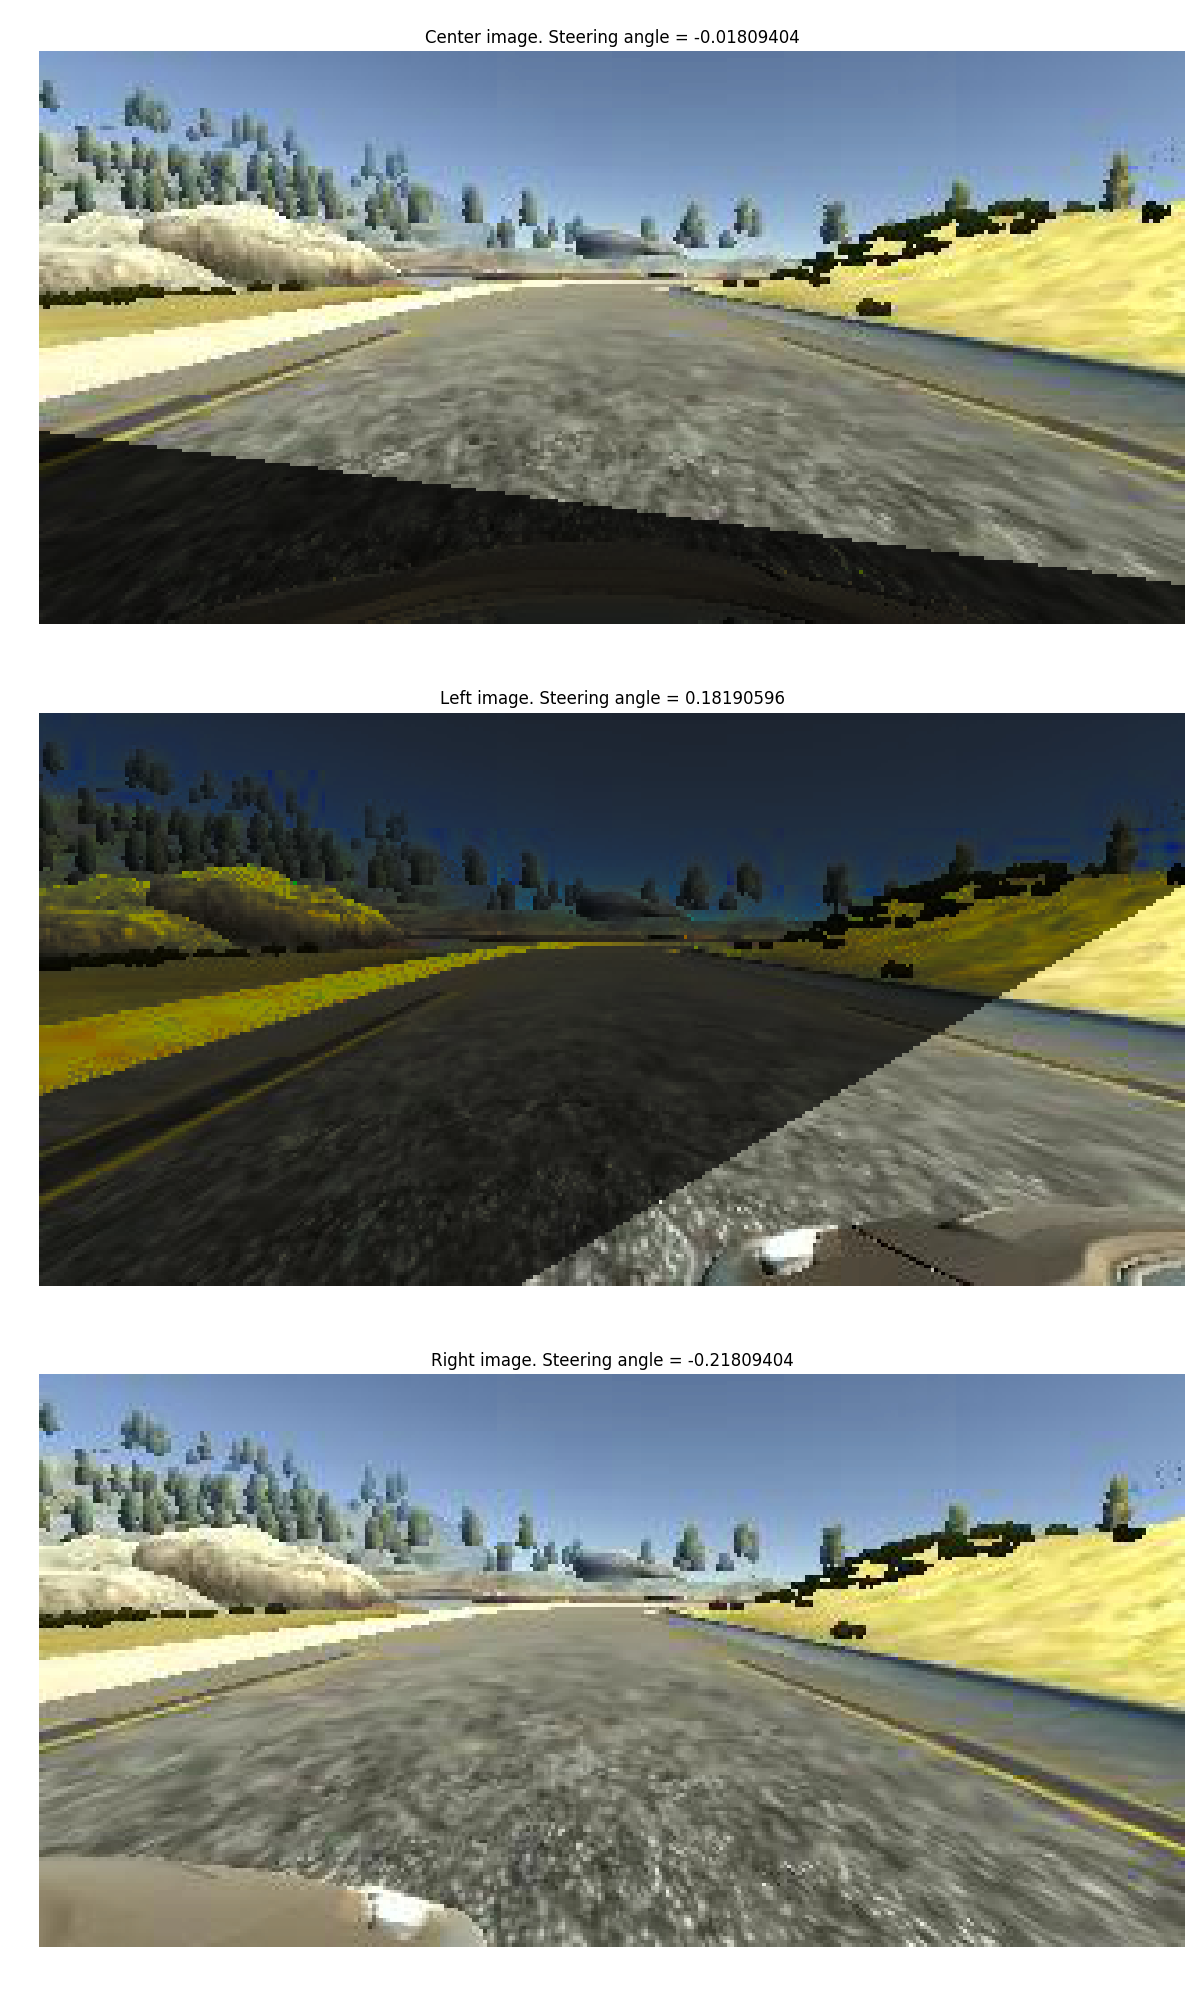 Center image. Steering angle = -0.01809404
Left image. Steering angle = 0.18190596
Right image. Steering angle = -0.21809404